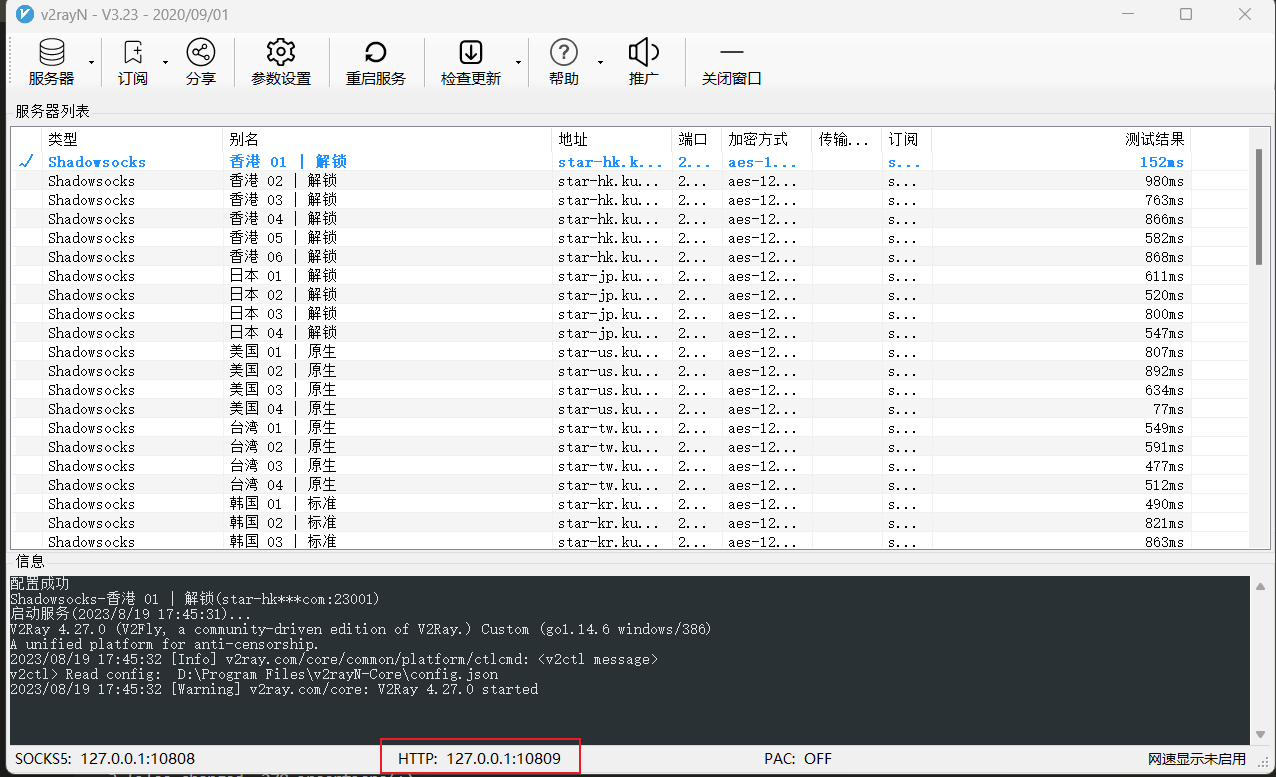 v2rayN - V3.23 - 2020/09/01
服务器 订阅 分享 参数设置 重启服务 检查更新 帮助 推广 关闭窗口
服务器列表
类型 别名 地址 端口 加密方式 传输... 订阅 测试结果
Shadowsocks 香港 01 | 解锁 star-hk.k... 2... aes-1... s... 152ms
Shadowsocks 香港 02 | 解锁 star-hk.ku... 2... aes-12... s... 980ms
Shadowsocks 香港 03 | 解锁 star-hk.ku... 2... aes-12... s... 763ms
Shadowsocks 香港 04 | 解锁 star-hk.ku... 2... aes-12... s... 866ms
Shadowsocks 香港 05 | 解锁 star-hk.ku... 2... aes-12... s... 582ms
Shadowsocks 香港 06 | 解锁 star-hk.ku... 2... aes-12... s... 868ms
Shadowsocks 日本 01 | 解锁 star-jp.ku... 2... aes-12... s... 611ms
Shadowsocks 日本 02 | 解锁 star-jp.ku... 2... aes-12... s... 520ms
Shadowsocks 日本 03 | 解锁 star-jp.ku... 2... aes-12... s... 800ms
Shadowsocks 日本 04 | 解锁 star-jp.ku... 2... aes-12... s... 547ms
Shadowsocks 美国 01 | 原生 star-us.ku... 2... aes-12... s... 807ms
Shadowsocks 美国 02 | 原生 star-us.ku... 2... aes-12... s... 892ms
Shadowsocks 美国 03 | 原生 star-us.ku... 2... aes-12... s... 634ms
Shadowsocks 美国 04 | 原生 star-us.ku... 2... aes-12... s... 77ms
Shadowsocks 台湾 01 | 原生 star-tw.ku... 2... aes-12... s... 549ms
Shadowsocks 台湾 02 | 原生 star-tw.ku... 2... aes-12... s... 591ms
Shadowsocks 台湾 03 | 原生 star-tw.ku... 2... aes-12... s... 477ms
Shadowsocks 台湾 04 | 原生 star-tw.ku... 2... aes-12... s... 512ms
Shadowsocks 韩国 01 | 标准 star-kr.ku... 2... aes-12... s... 490ms
Shadowsocks 韩国 02 | 标准 star-kr.ku... 2... aes-12... s... 821ms
Shadowsocks 韩国 03 | 标准 star-kr.ku... 2... aes-12... s... 863ms
信息
配置成功
Shadowsocks-香港 01 | 解锁(star-hk***com:23001)
启动服务(2023/8/19 17:45:31)...
V2Ray 4.27.0 (V2Fly, a community-driven edition of V2Ray.) Custom (go1.14.6 windows/386)
A unified platform for anti-censorship.
2023/08/19 17:45:32 [Info] v2ray.com/core/common/platform/ctlcmd: <v2ctl message>
v2ctl> Read config:  D:\Program Files\v2rayN-Core\config.json
2023/08/19 17:45:32 [Warning] v2ray.com/core: V2Ray 4.27.0 started
SOCKS5: 127.0.0.1:10808 HTTP: 127.0.0.1:10809 PAC: OFF 网速显示未启用